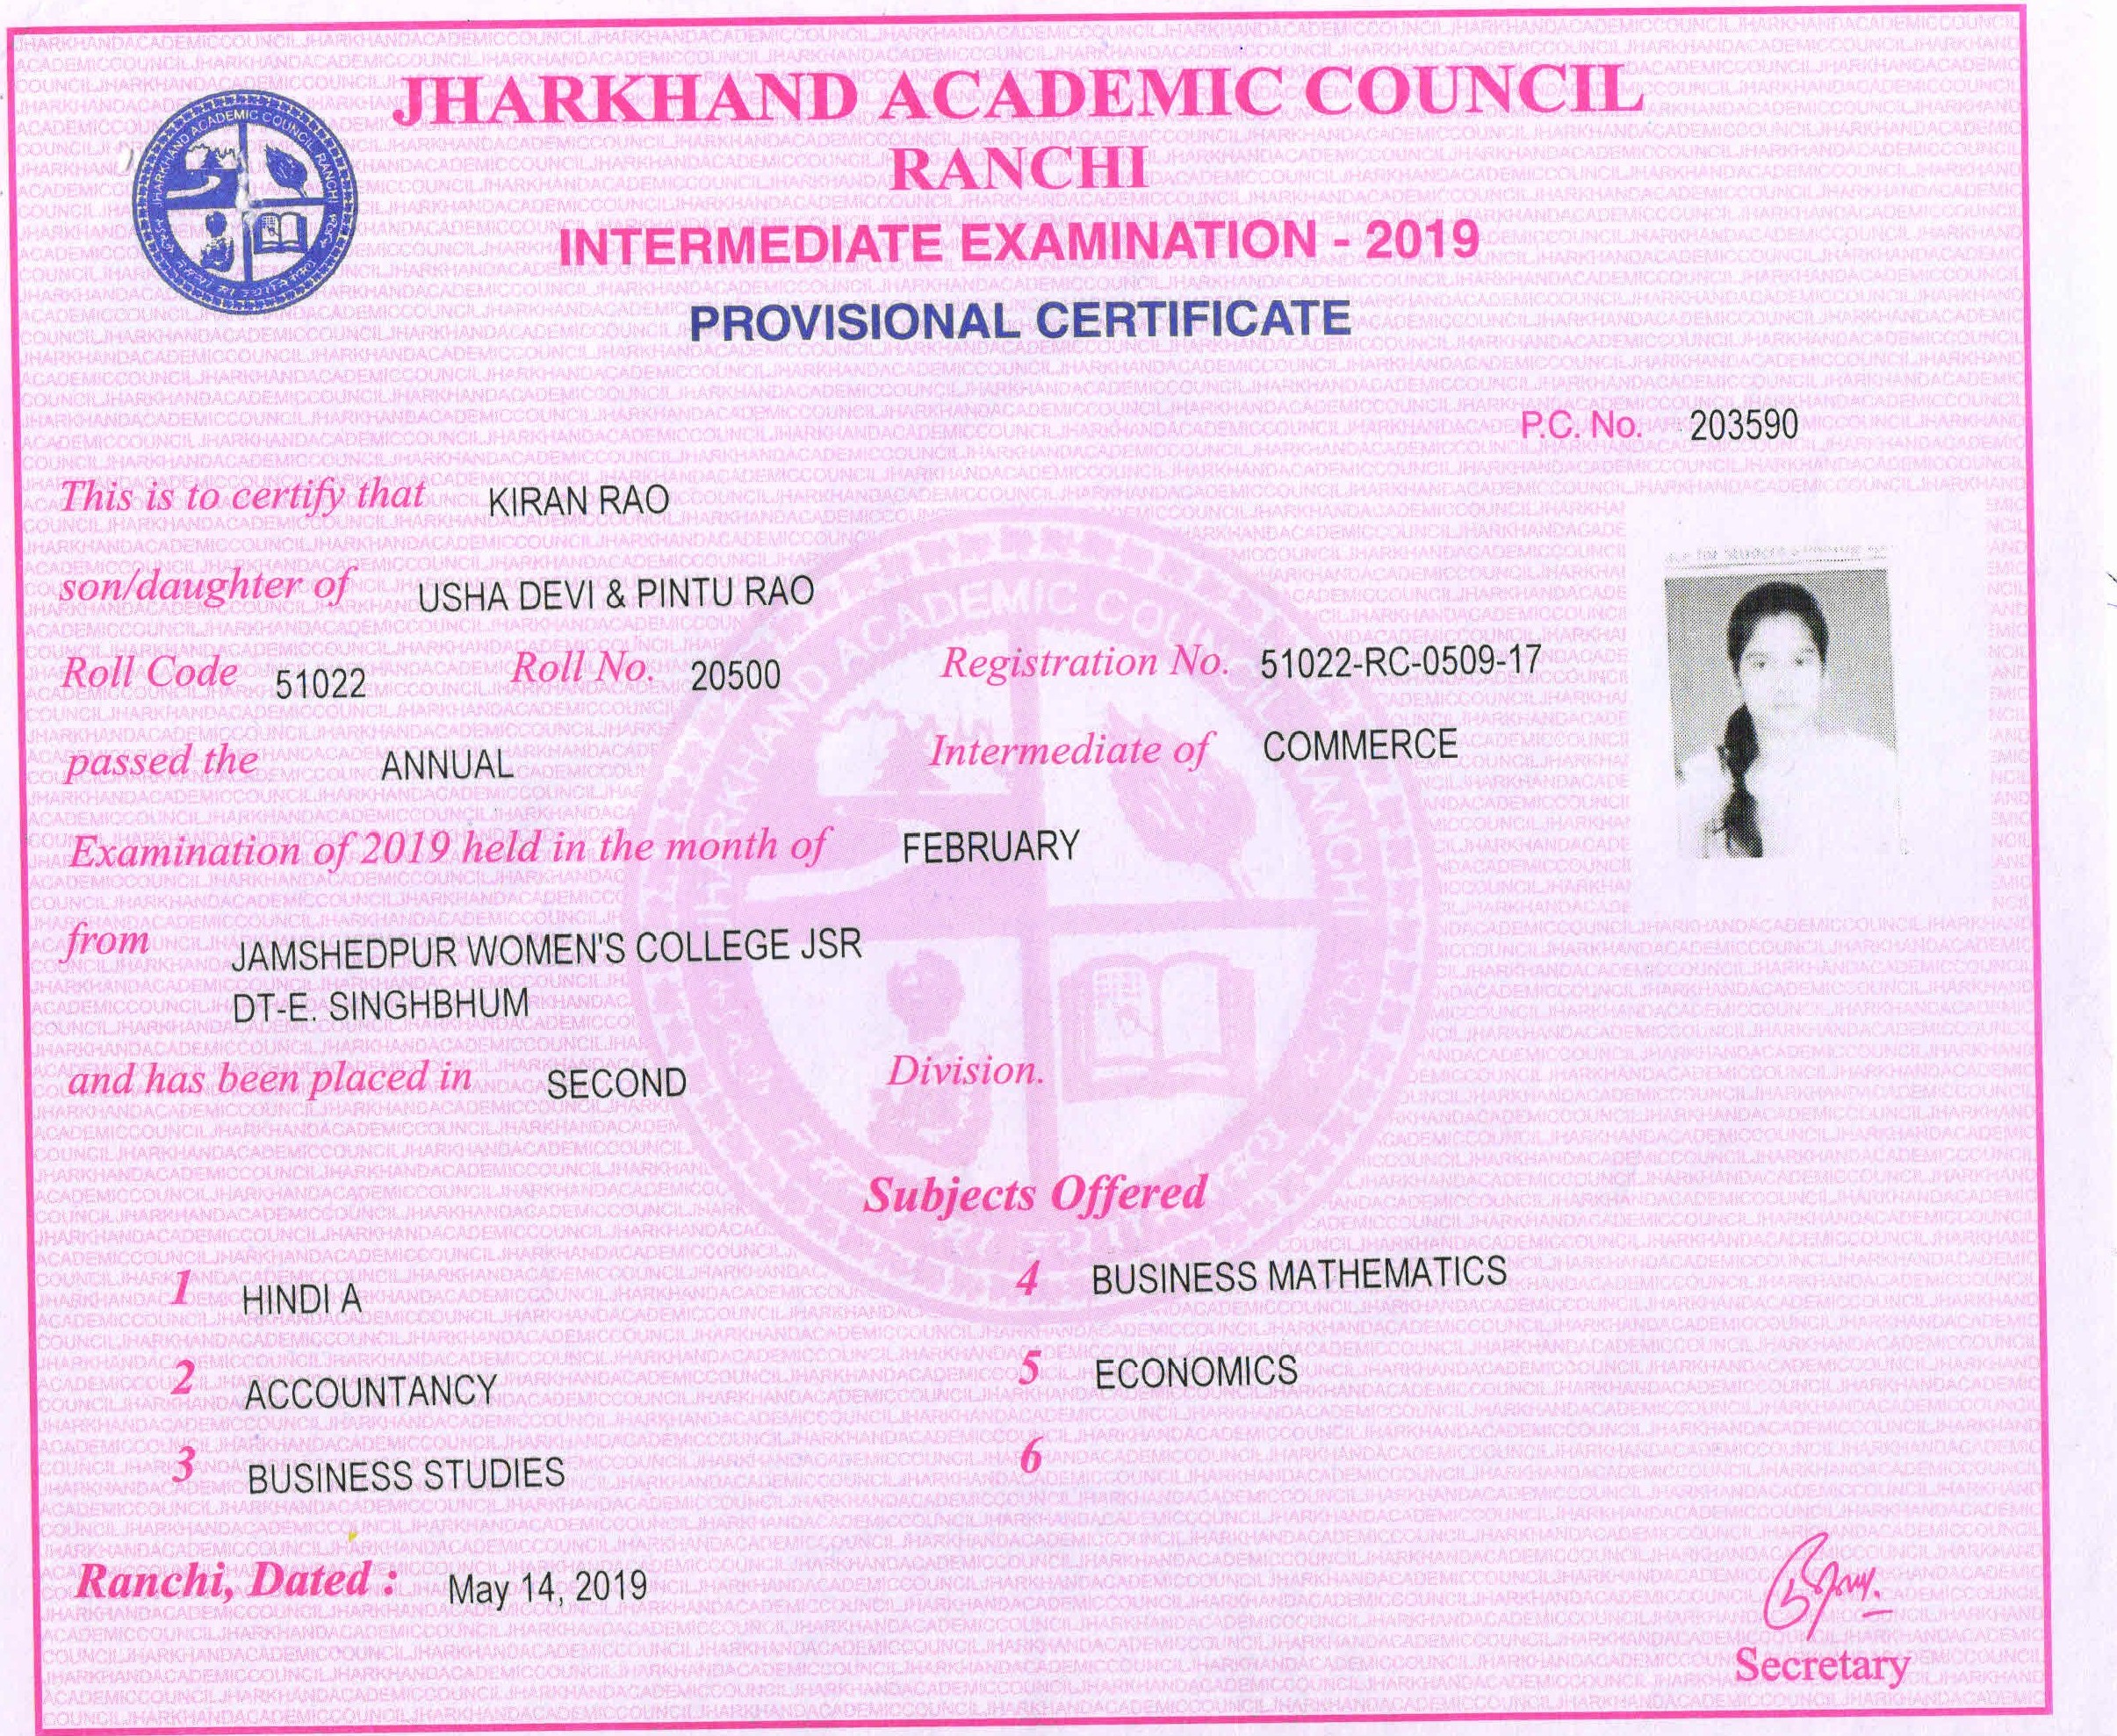 JHARKHAND ACADEMIC COUNCIL
RANCHI
INTERMEDIATE EXAMINATION - 2019
PROVISIONAL CERTIFICATE
JHARKHAND ACADEMIC COUNCIL RANCHI
P.C. No. 203590
This is to certify that KIRAN RAO
son/daughter of USHA DEVI & PINTU RAO
Roll Code 51022 Roll No. 20500 Registration No. 51022-RC-0509-17
passed the ANNUAL Intermediate of COMMERCE
Examination of 2019 held in the month of FEBRUARY
from JAMSHEDPUR WOMEN'S COLLEGE JSR
DT-E. SINGHBHUM
and has been placed in SECOND Division.
Subjects Offered
1 HINDI A 4 BUSINESS MATHEMATICS
2 ACCOUNTANCY 5 ECONOMICS
3 BUSINESS STUDIES 6
Ranchi, Dated : May 14, 2019
Secretary